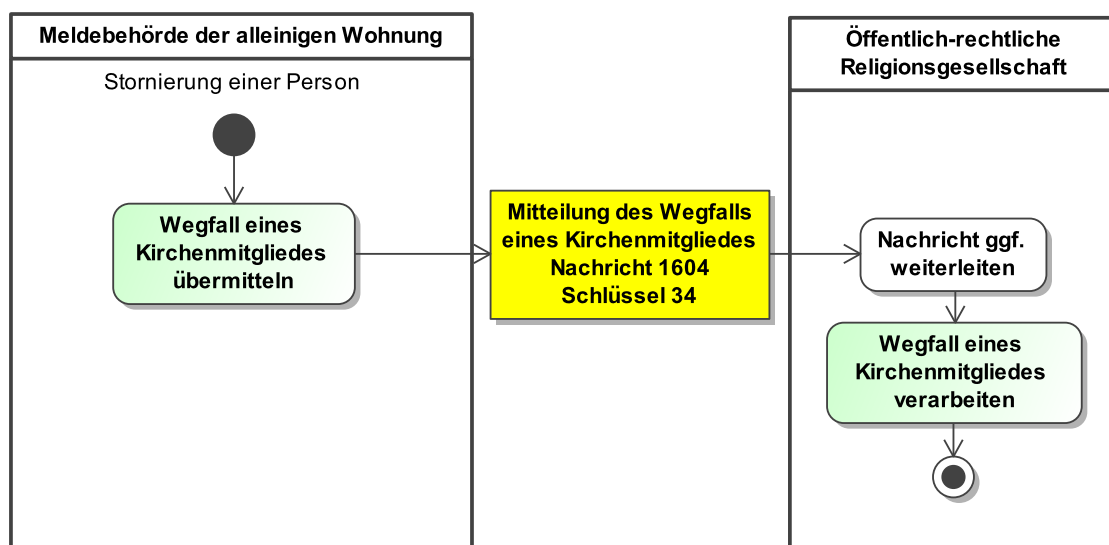 Meldebehörde der alleinigen Wohnung
Stornierung einer Person
Wegfall eines
Kirchenmitgliedes
übermitteln
Mitteilung des Wegfalls
eines Kirchenmitgliedes
Nachricht 1604
Schlüssel 34
Öffentlich-rechtliche
Religionsgesellschaft
Nachricht ggf.
weiterleiten
Wegfall eines
Kirchenmitgliedes
verarbeiten